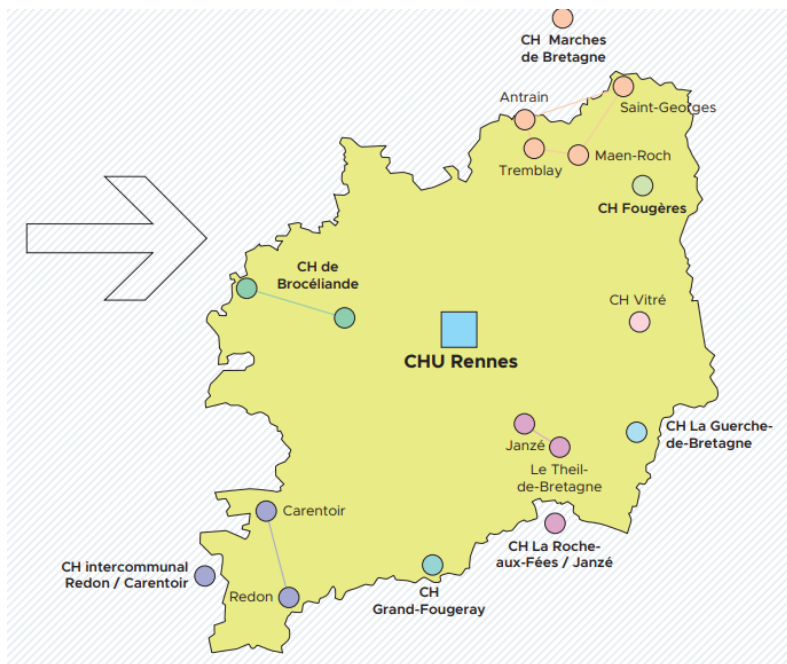 CH Marches
de Bretagne
Antrain
Saint-Georges
Tremblay
Maen-Roch
CH Fougères
CH de
Brocéliande
CH Vitré
CHU Rennes
CH La Guerche-
de-Bretagne
Janzé
Le Theil-
de-Bretagne
Carentoir
CH La Roche-
aux-Fées / Janzé
CH intercommunal
Redon / Carentoir
Redon
CH
Grand-Fougeray